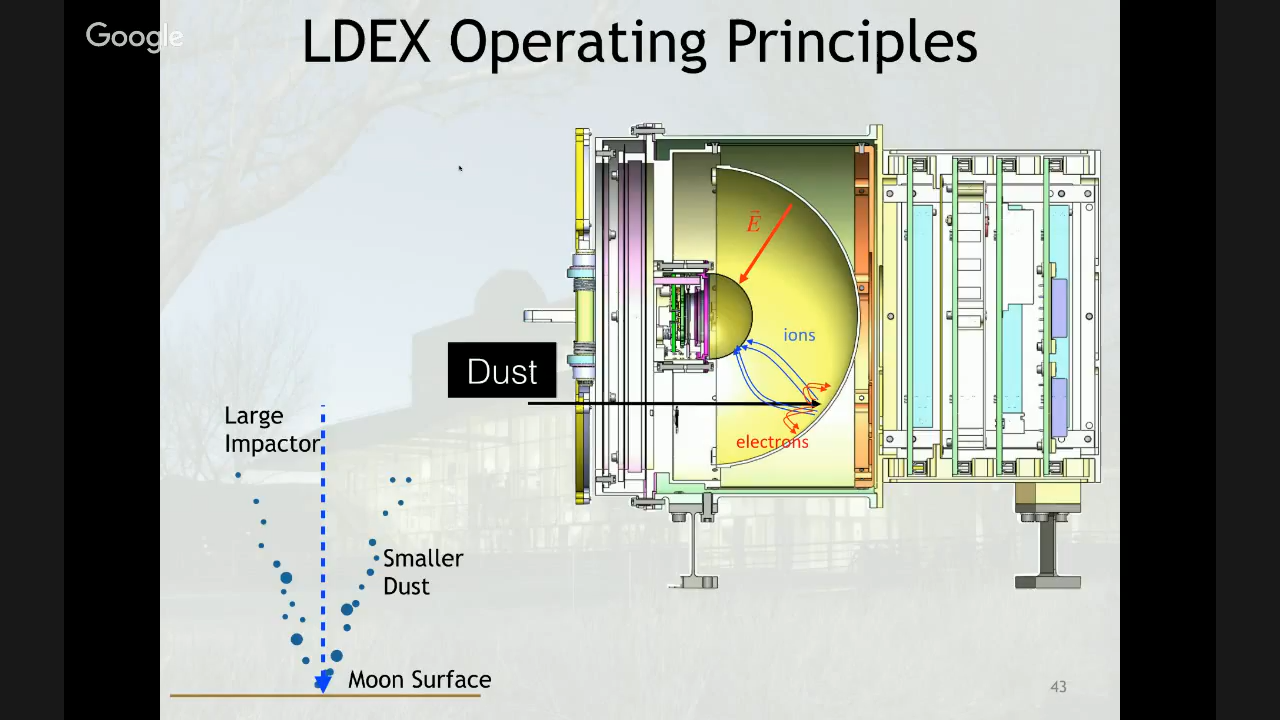 Google
LDEX Operating Principles
E
ions
Dust
electrons
Large
Impactor
Smaller
Dust
Moon Surface
43